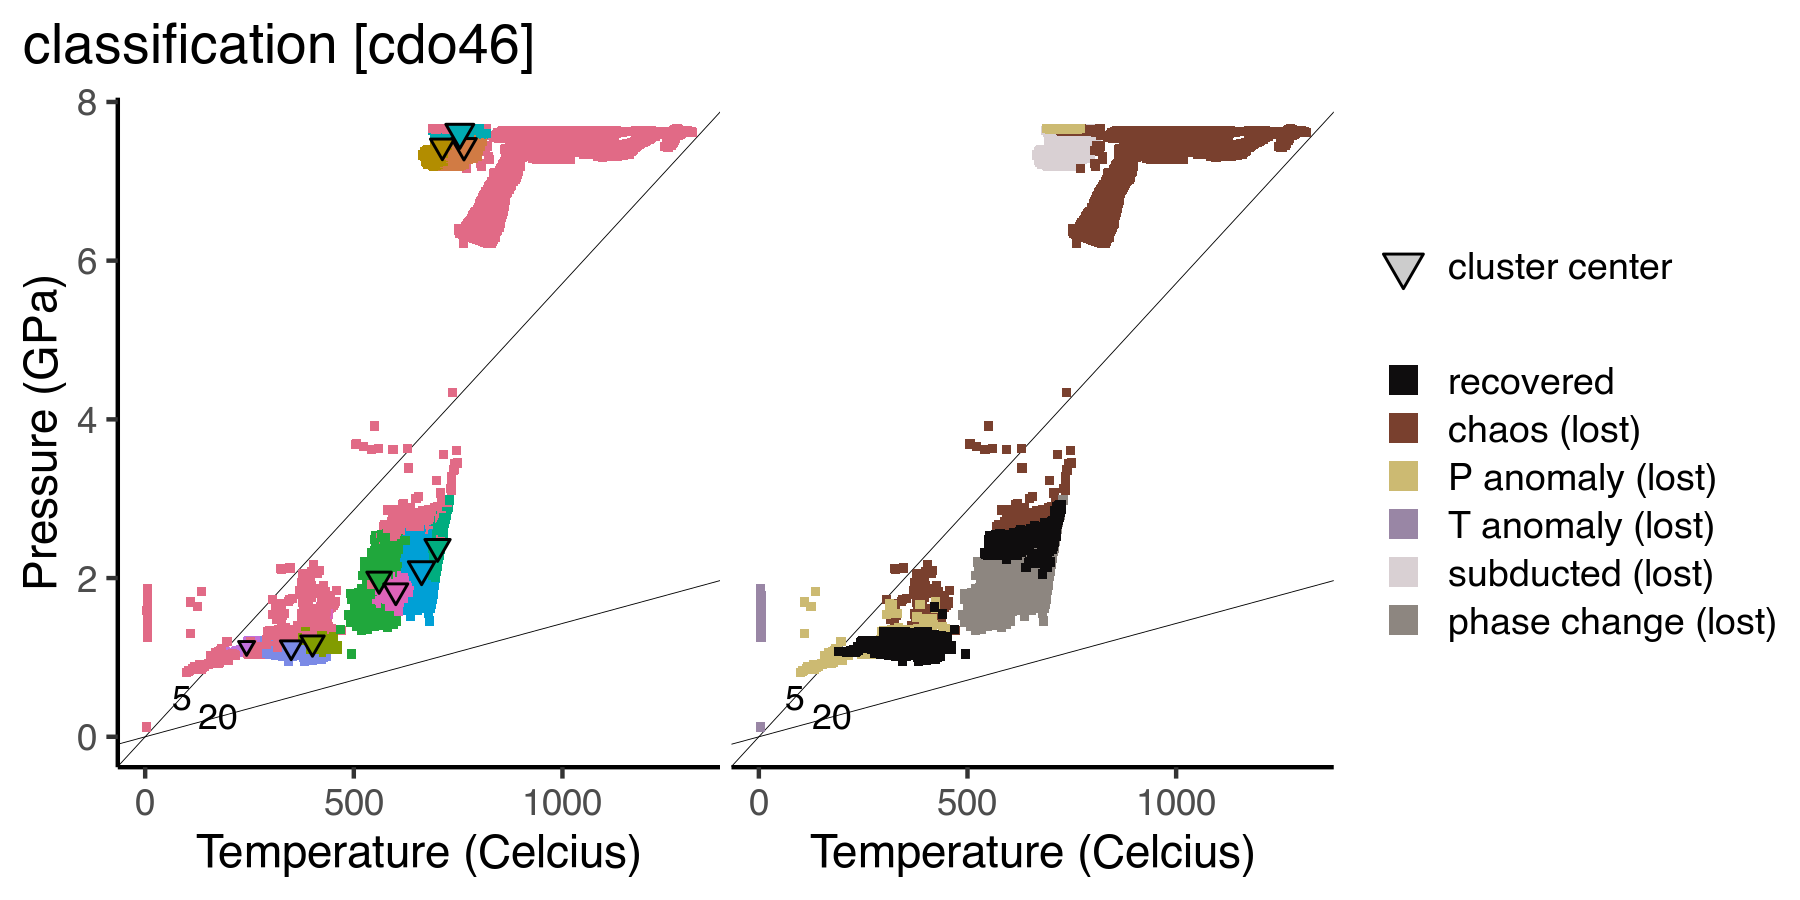 classification [cdo46]
Pressure (GPa)
8
6
4
2
0
5
20
0
500
1000
Temperature (Celcius)
5
20
0
500
1000
Temperature (Celcius)
cluster center
recovered
chaos (lost)
P anomaly (lost)
T anomaly (lost)
subducted (lost)
phase change (lost)